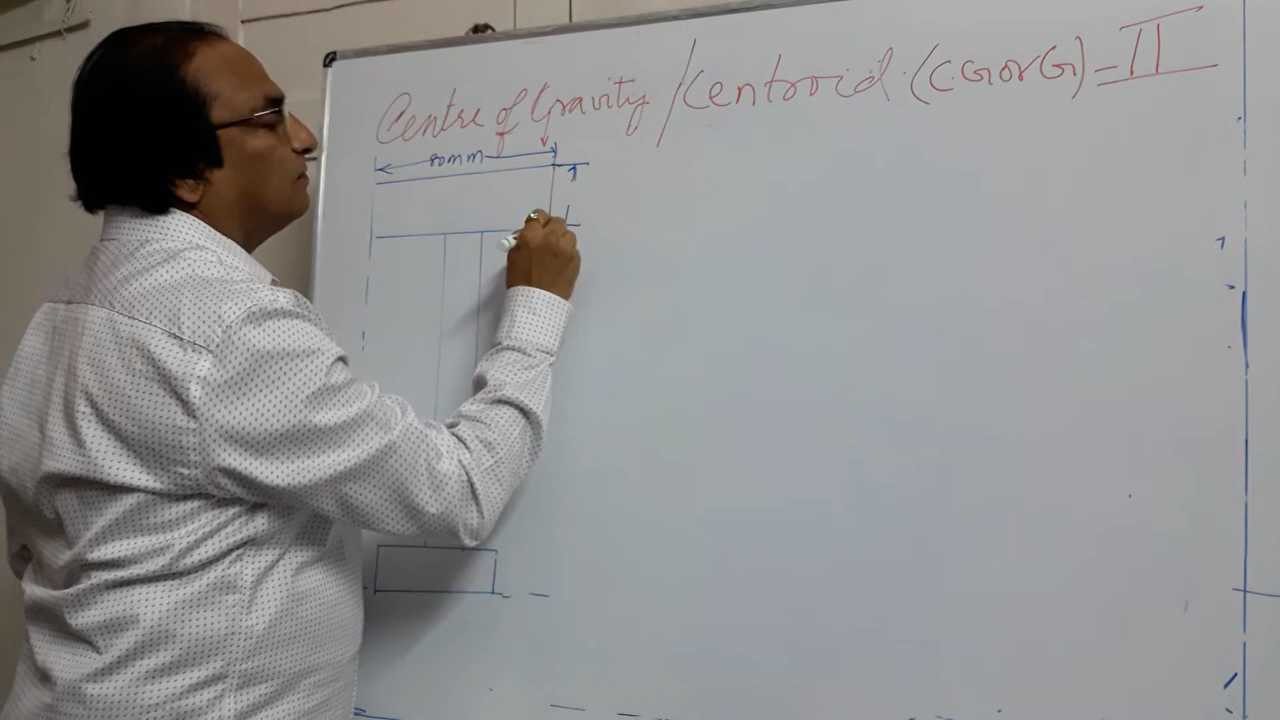 Centre of Gravity / Centroid. (C.G or G) - II
80mm